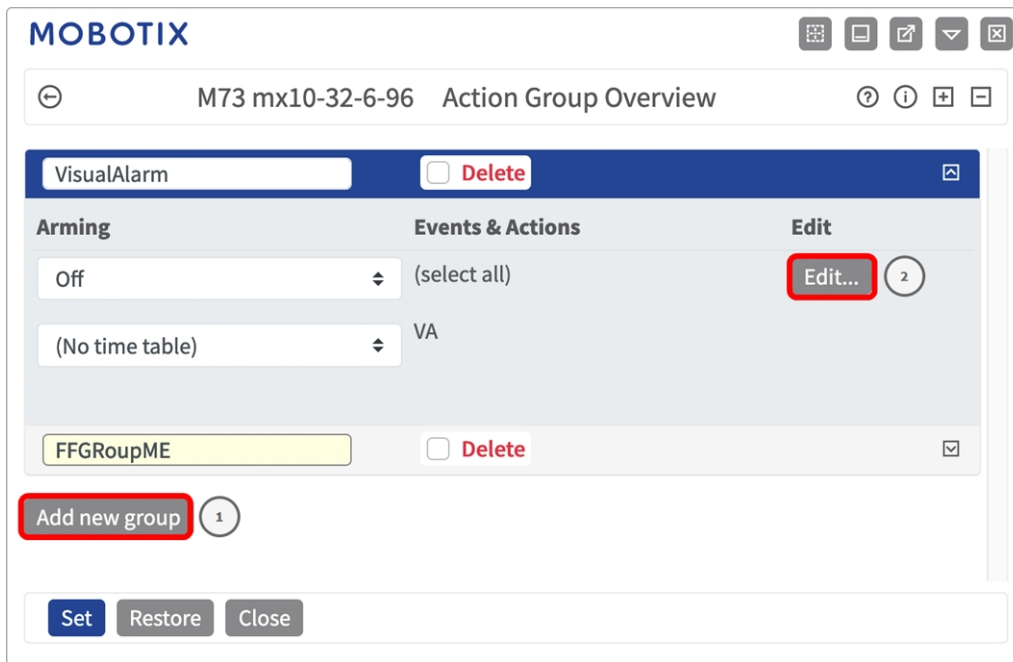 MOBOTIX
M73 mx10-32-6-96 Action Group Overview
VisualAlarm Delete
Arming Events & Actions Edit
Off (select all) Edit... 2
(No time table) VA
FFGRoupME Delete
Add new group 1
Set Restore Close